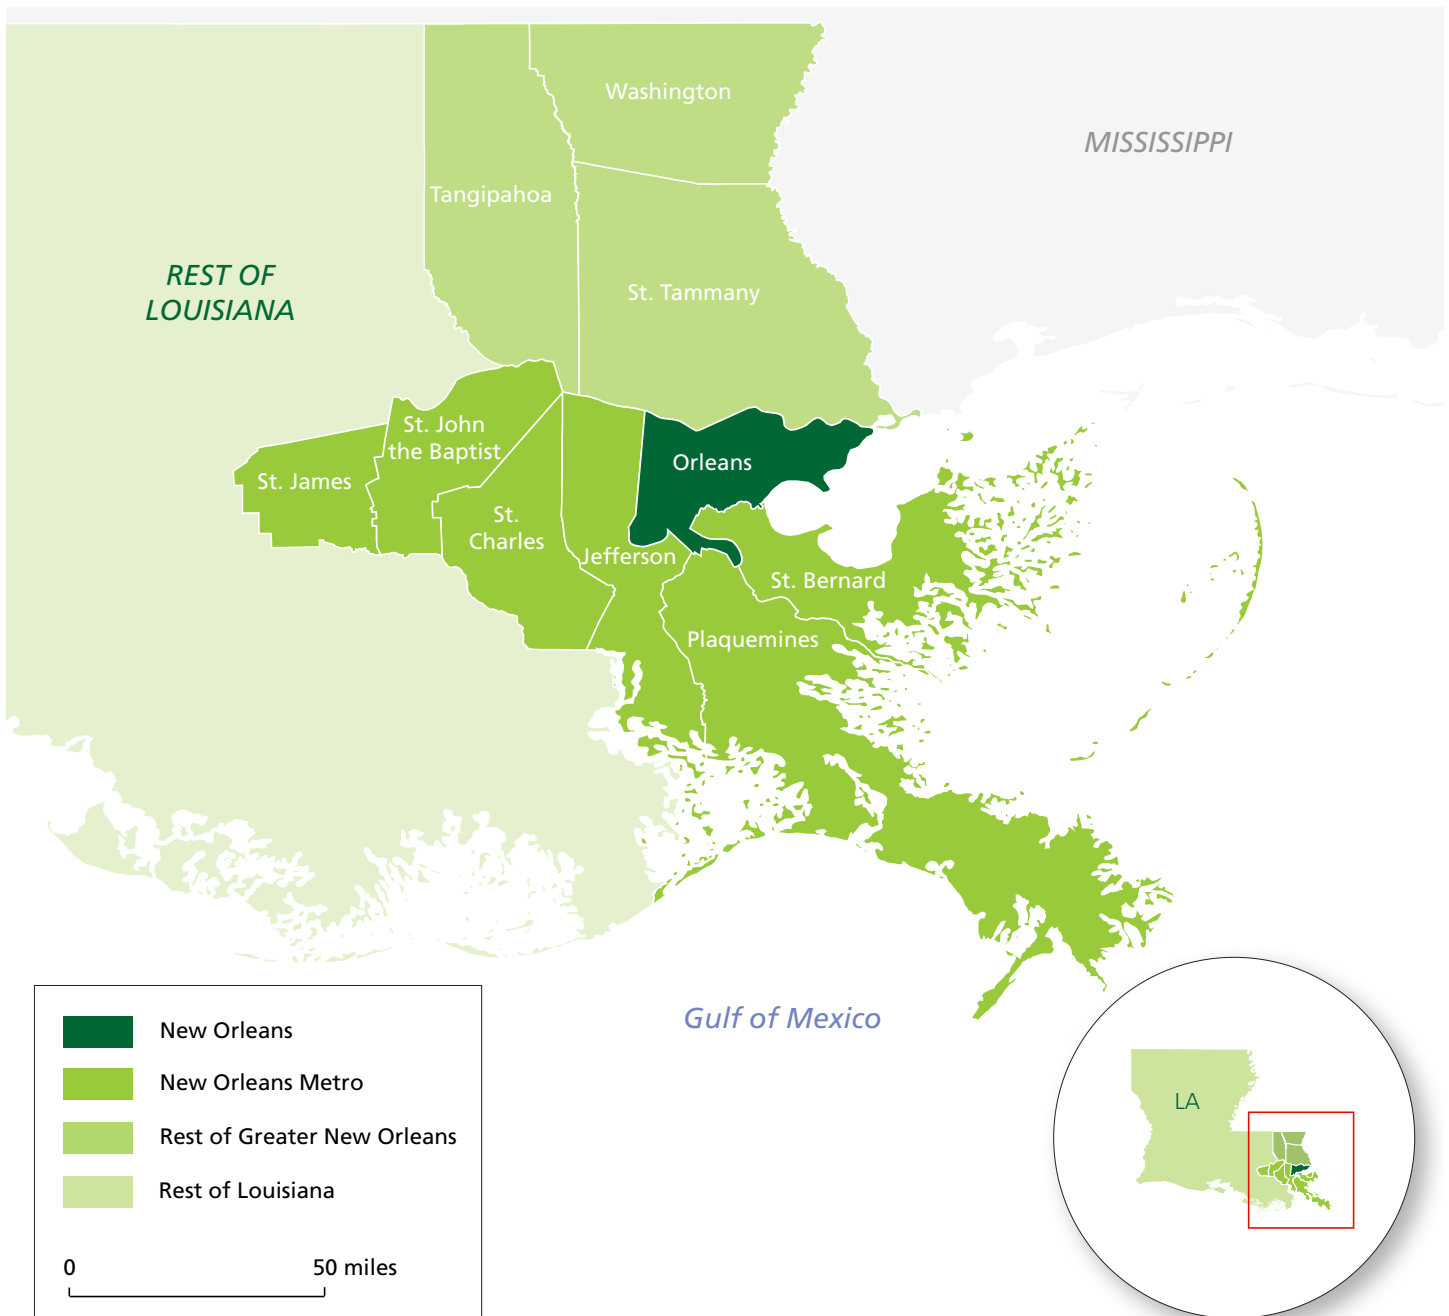 Washington
MISSISSIPPI
Tangipahoa
REST OF
LOUISIANA
St. Tammany
St. John
the Baptist
St. James
Orleans
St.
Charles
Jefferson
St. Bernard
Plaquemines
Gulf of Mexico
New Orleans
New Orleans Metro
Rest of Greater New Orleans
Rest of Louisiana
0 50 miles
LA